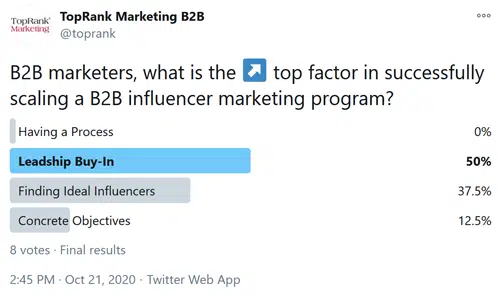 TopRank Marketing
TopRank Marketing B2B
@toprank
B2B marketers, what is the ↗️ top factor in successfully
scaling a B2B influencer marketing program?
Having a Process 0%
Leadship Buy-In 50%
Finding Ideal Influencers 37.5%
Concrete Objectives 12.5%
8 votes · Final results
2:45 PM · Oct 21, 2020 · Twitter Web App